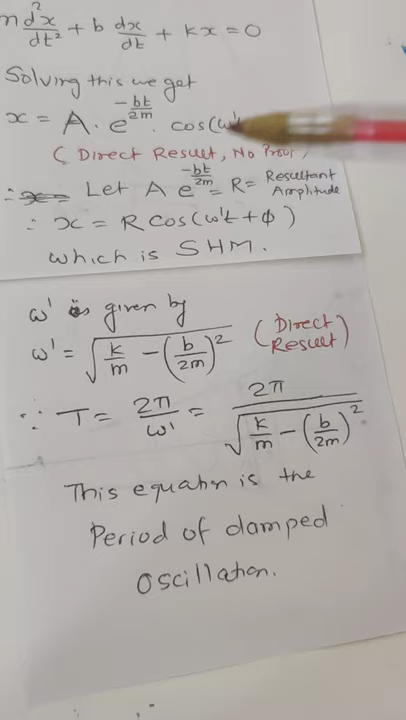 m d²x/dt² + b dx/dt + kx = 0
Solving this we get
x = A. e^(-bt/2m). cos(ω't
( Direct Result, No Proof
∴ Let A e^(-bt/2m) = R = Resultant Amplitude
∴ x = R cos(ω't + φ)
which is SHM.
ω' is given by
ω' = √(k/m - (b/2m)²) (Direct Result)
∵ T = 2π/ω' = 2π/√(k/m - (b/2m)²)
This equatn is the
Period of damped
oscillation.